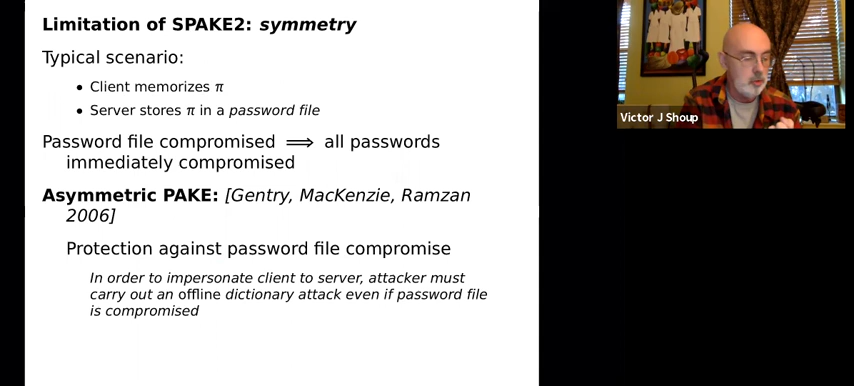 Limitation of SPAKE2: symmetry
Typical scenario:
• Client memorizes π
• Server stores π in a password file
Password file compromised ⟹ all passwords
immediately compromised
Asymmetric PAKE: [Gentry, MacKenzie, Ramzan
2006]
Protection against password file compromise
In order to impersonate client to server, attacker must
carry out an offline dictionary attack even if password file
is compromised
Victor J Shoup